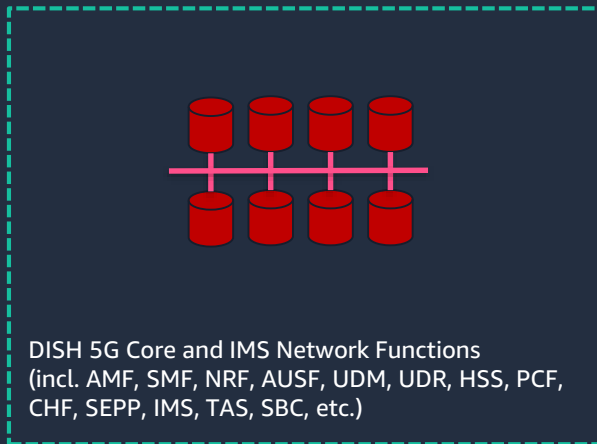 DISH 5G Core and IMS Network Functions
(incl. AMF, SMF, NRF, AUSF, UDM, UDR, HSS, PCF,
CHF, SEPP, IMS, TAS, SBC, etc.)